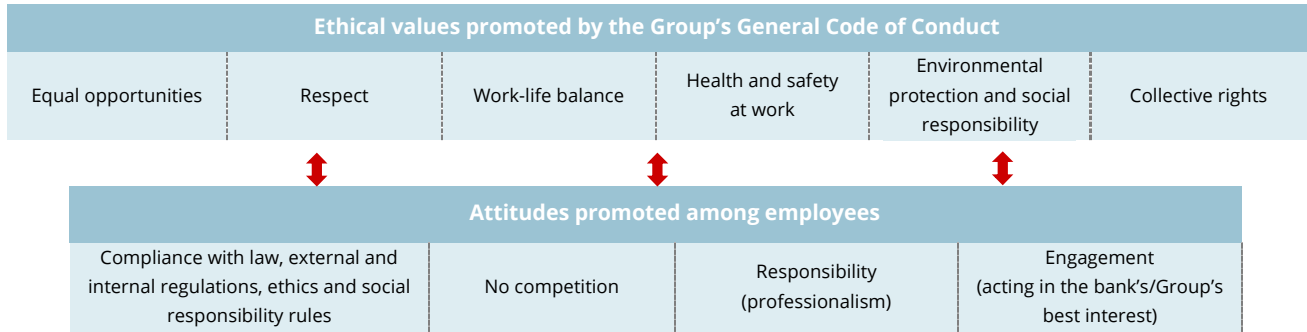 Ethical values promoted by the Group’s General Code of Conduct
Equal opportunities
Respect
Work-life balance
Health and safety
at work
Environmental
protection and social
responsibility
Collective rights
Attitudes promoted among employees
Compliance with law, external and
internal regulations, ethics and social
responsibility rules
No competition
Responsibility
(professionalism)
Engagement
(acting in the bank’s/Group’s
best interest)